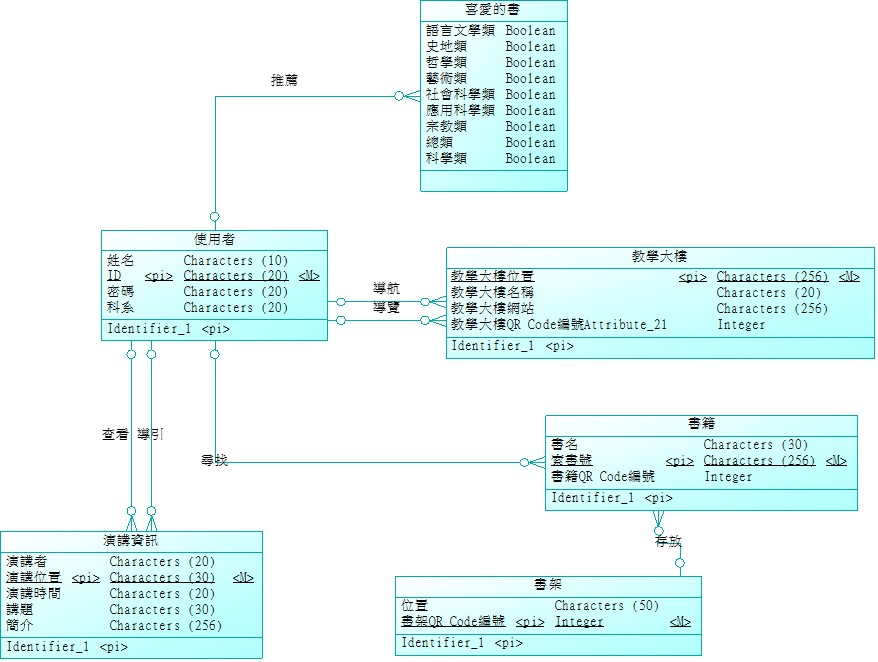 喜愛的書
語言文學類 Boolean
史地類 Boolean
哲學類 Boolean
藝術類 Boolean
社會科學類 Boolean
應用科學類 Boolean
宗教類 Boolean
總類 Boolean
科學類 Boolean
推薦
使用者
姓名 Characters (10)
ID <pi> Characters (20) <M>
密碼 Characters (20)
科系 Characters (20)
Identifier_1 <pi>
導航
導覽
教學大樓
教學大樓位置 <pi> Characters (256) <M>
教學大樓名稱 Characters (20)
教學大樓網站 Characters (256)
教學大樓QR Code編號Attribute_21 Integer
Identifier_1 <pi>
查看 導引
尋找
書籍
書名 Characters (30)
索書號 <pi> Characters (256) <M>
書籍QR Code編號 Integer
Identifier_1 <pi>
存放
演講資訊
演講者 Characters (20)
演講位置 <pi> Characters (30) <M>
演講時間 Characters (20)
講題 Characters (30)
簡介 Characters (256)
Identifier_1 <pi>
書架
位置 Characters (50)
書架QR Code編號 <pi> Integer <M>
Identifier_1 <pi>